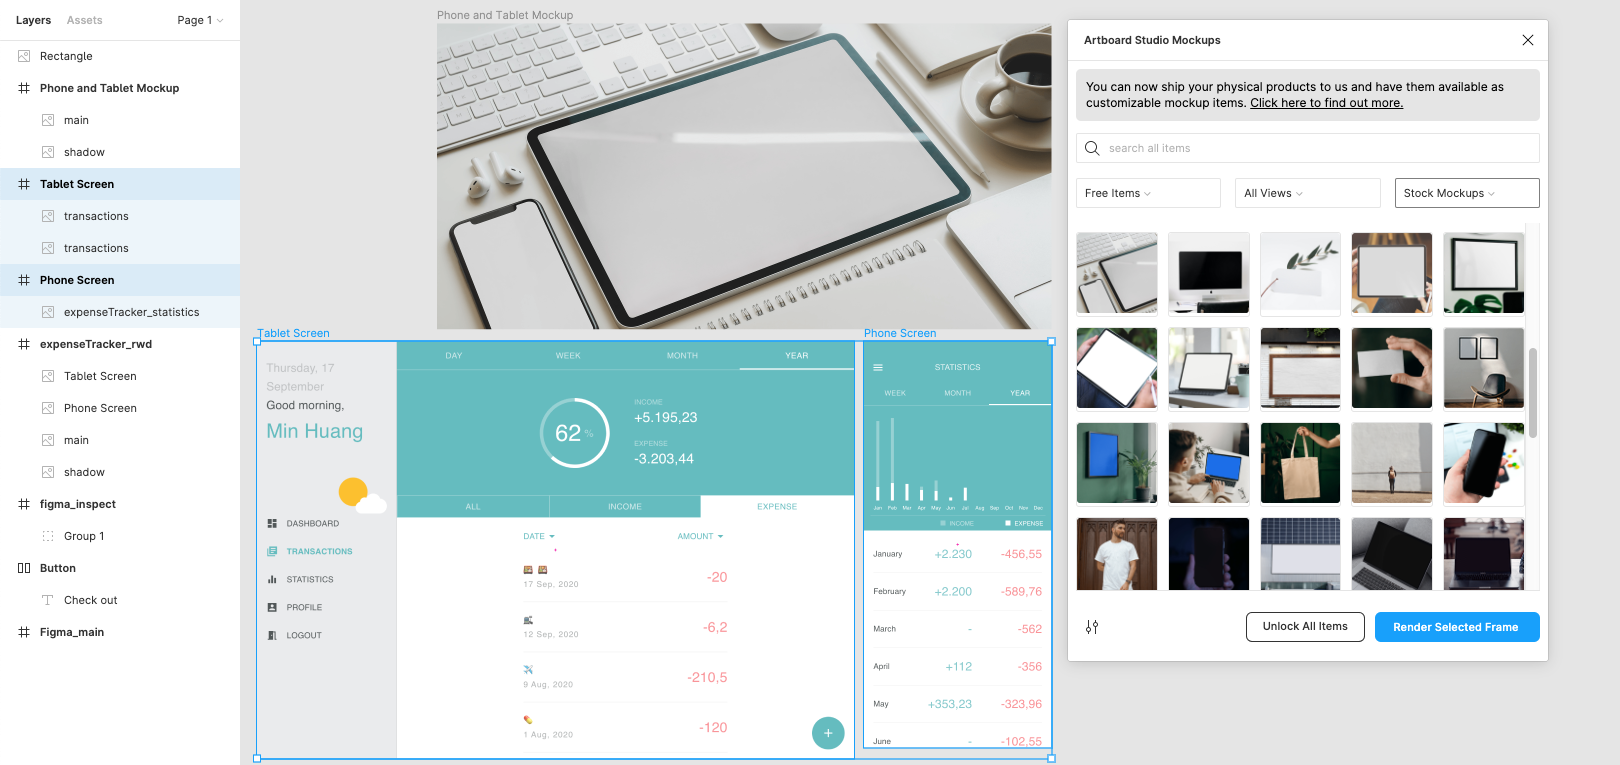 Layers Assets Page 1
Rectangle
Phone and Tablet Mockup
main
shadow
Tablet Screen
transactions
transactions
Phone Screen
expenseTracker_statistics
expenseTracker_rwd
Tablet Screen
Phone Screen
main
shadow
figma_inspect
Group 1
Button
Check out
Figma_main
Phone and Tablet Mockup
Tablet Screen
Thursday, 17
September
Good morning,
Min Huang
DASHBOARD
TRANSACTIONS
STATISTICS
PROFILE
LOGOUT
DAY WEEK MONTH YEAR
62 %
INCOME
+5.195,23
EXPENSE
-3.203,44
ALL INCOME EXPENSE
DATE AMOUNT
-20
17 Sep, 2020
-6,2
12 Sep, 2020
-210,5
9 Aug, 2020
-120
1 Aug, 2020
+
Phone Screen
STATISTICS
WEEK MONTH YEAR
Jan Feb Mar Apr May Jun Jul Aug Sep Oct Nov Dec
INCOME EXPENSE
January +2.230 -456,55
February +2.200 -589,76
March - -562
April +112 -356
May +353,23 -323,96
June - -102,55
Artboard Studio Mockups
You can now ship your physical products to us and have them available as
customizable mockup items. Click here to find out more.
search all items
Free Items All Views Stock Mockups
Unlock All Items Render Selected Frame